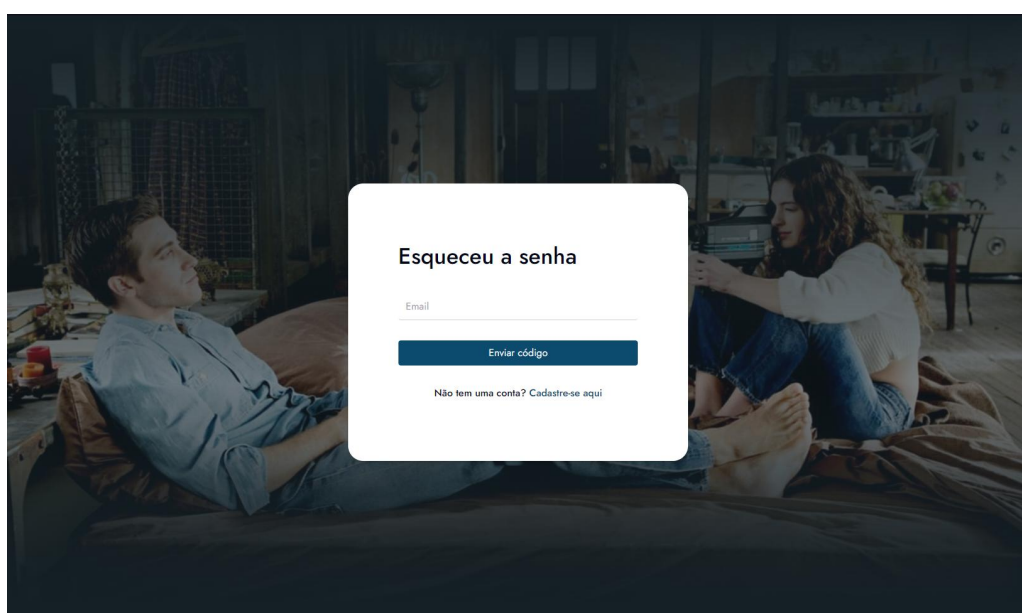 Esqueceu a senha
Email
Enviar código
Não tem uma conta? Cadastre-se aqui